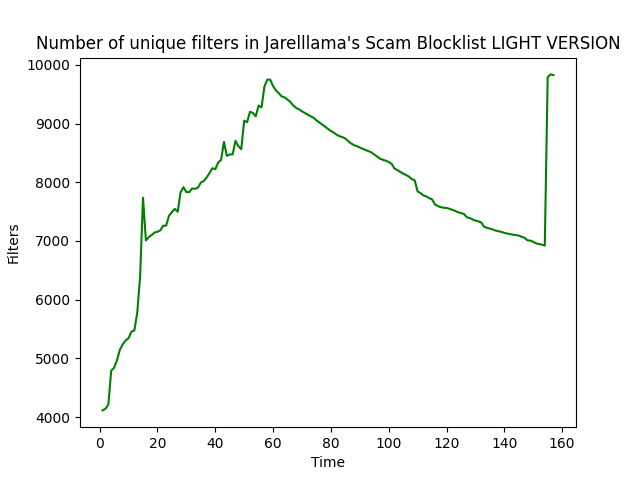 Number of unique filters in Jarelllama's Scam Blocklist LIGHT VERSION
10000
9000
8000
7000
6000
5000
4000
Filters
0 20 40 60 80 100 120 140 160
Time